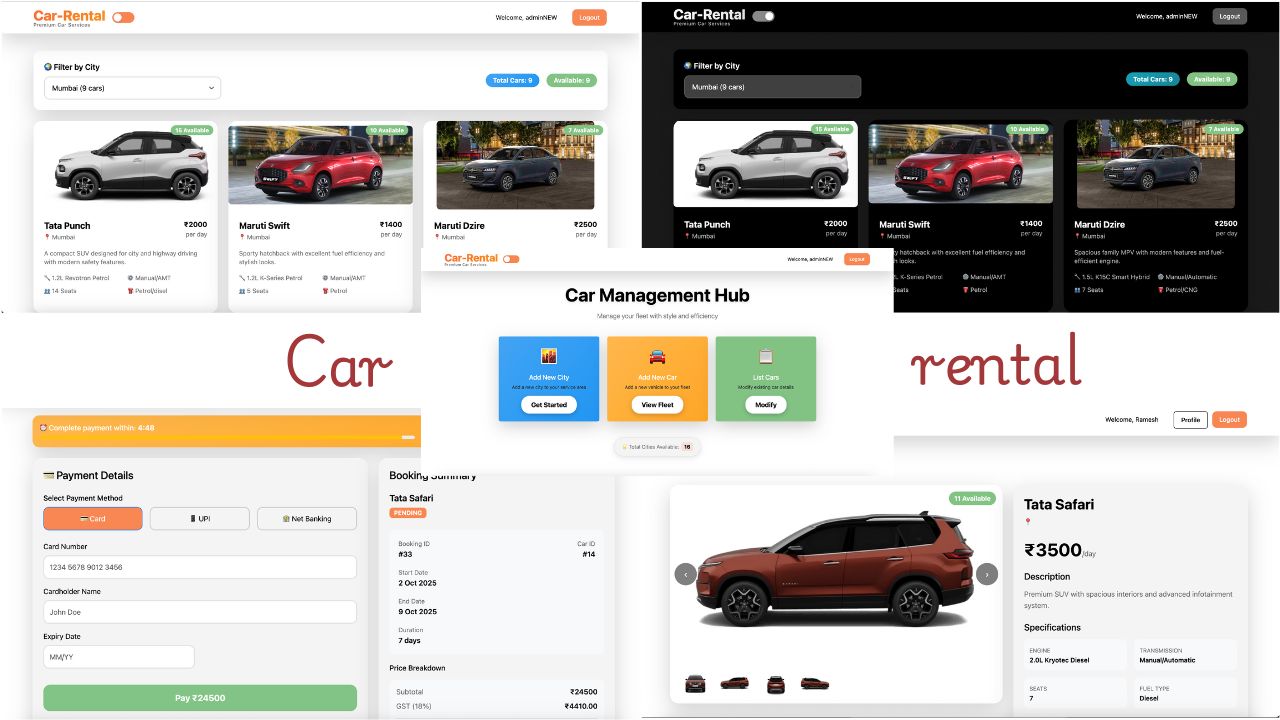 Car-Rental
Premium Car Services
Welcome, adminNEW
Logout
Filter by City
Mumbai (9 cars)
Total Cars: 9
Available: 9
15 Available
Tata Punch
₹2000
Mumbai
per day
A compact SUV designed for city and highway driving
with modern safety features.
1.2L Revotron Petrol
Manual/AMT
14 Seats
Petrol/disel
10 Available
Maruti Swift
₹1400
Mumbai
per day
Sporty hatchback with excellent fuel efficiency and
stylish looks.
1.2L K-Series Petrol
Manual/AMT
5 Seats
Petrol
7 Available
Maruti Dzire
₹2500
Mumbai
per day
Car-Rental
Premium Car Services
Welcome, adminNEW
Logout
Filter by City
Mumbai (9 cars)
Total Cars: 9
Available: 9
15 Available
Tata Punch
₹2000
Mumbai
per day
10 Available
Maruti Swift
₹1400
Mumbai
per day
hatchback with excellent fuel efficiency and
looks.
K-Series Petrol
Manual/AMT
Seats
Petrol
7 Available
Maruti Dzire
₹2500
Mumbai
per day
Spacious family MPV with modern features and fuel-
efficient engine.
1.5L K15C Smart Hybrid
Manual/Automatic
7 Seats
Petrol/CNG
Car-Rental
Premium Car Services
Welcome, adminNEW
Logout
Car Management Hub
Manage your fleet with style and efficiency
Add New City
Add a new city to your service area
Get Started
Add New Car
Add a new vehicle to your fleet
View Fleet
List Cars
Modify existing car details
Modify
Total Cities Available: 16
Car rental
Complete payment within: 4:48
Payment Details
Select Payment Method
Card
UPI
Net Banking
Card Number
1234 5678 9012 3456
Cardholder Name
John Doe
Expiry Date
MM/YY
Pay ₹24500
Booking Summary
Tata Safari
PENDING
Booking ID
Car ID
#33
#14
Start Date
2 Oct 2025
End Date
9 Oct 2025
Duration
7 days
Price Breakdown
Subtotal
₹24500
GST (18%)
₹4410.00
Welcome, Ramesh
Profile
Logout
11 Available
Tata Safari
₹3500/day
Description
Premium SUV with spacious interiors and advanced infotainment
system.
Specifications
ENGINE
2.0L Kryotec Diesel
TRANSMISSION
Manual/Automatic
SEATS
7
FUEL TYPE
Diesel